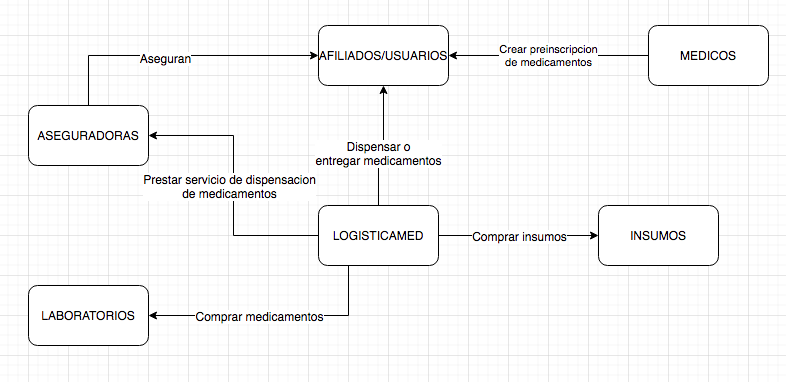 Aseguran
AFILIADOS/USUARIOS
Crear preinscripcion
de medicamentos
MEDICOS
ASEGURADORAS
Dispensar o
entregar medicamentos
Prestar servicio de dispensacion
de medicamentos
LOGISTICAMED
Comprar insumos
INSUMOS
LABORATORIOS
Comprar medicamentos